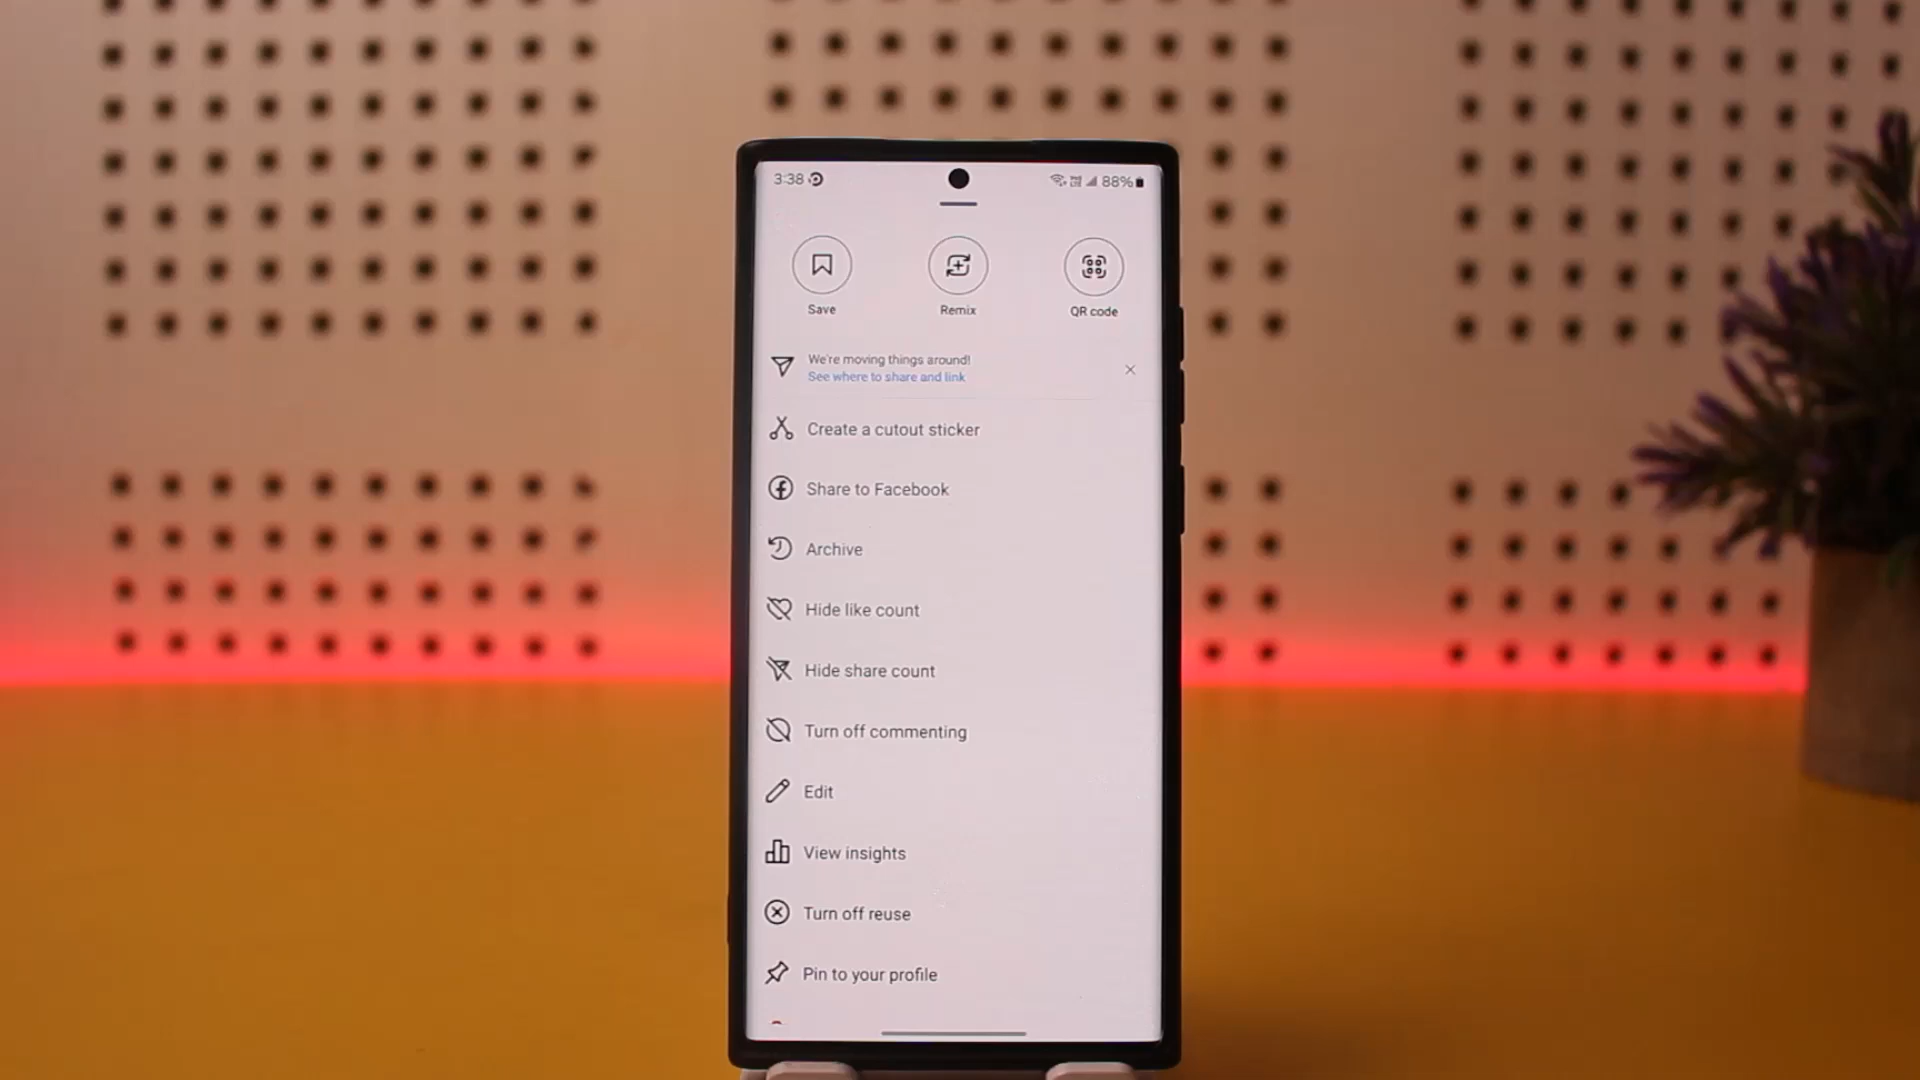 3:38
88%
Save
Remix
QR code
We're moving things around!
See where to share and link
Create a cutout sticker
Share to Facebook
Archive
Hide like count
Hide share count
Turn off commenting
Edit
View insights
Turn off reuse
Pin to your profile